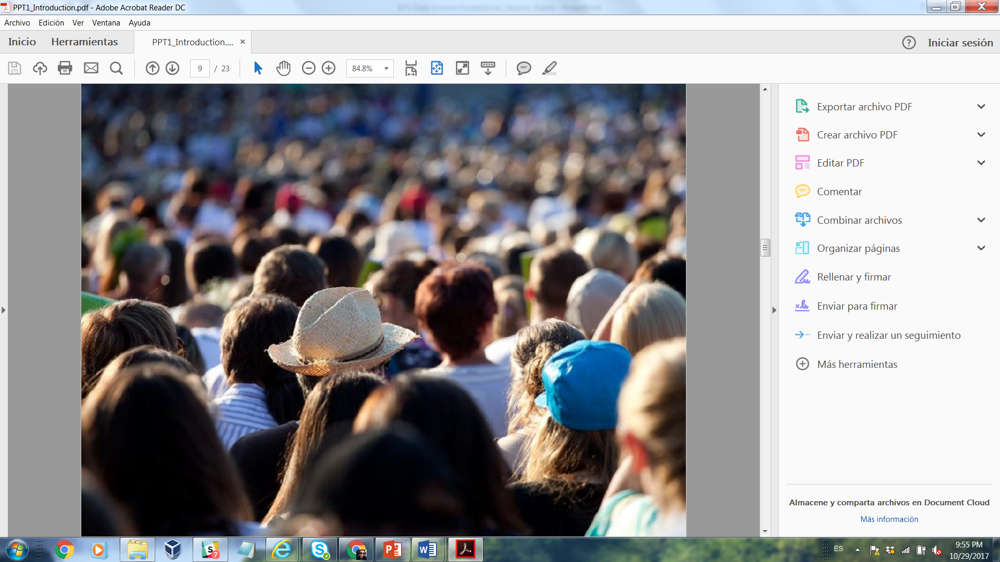 PPT1_Introduction.pdf - Adobe Acrobat Reader DC
Archivo Edición Ver Ventana Ayuda
Inicio Herramientas PPT1_Introduction.... × Iniciar sesión
9 / 23 84.8%
Exportar archivo PDF
Crear archivo PDF
Editar PDF
Comentar
Combinar archivos
Organizar páginas
Rellenar y firmar
Enviar para firmar
Enviar y realizar un seguimiento
Más herramientas
Almacene y comparta archivos en Document Cloud
Más información
7
ES
9:55 PM
10/29/2017